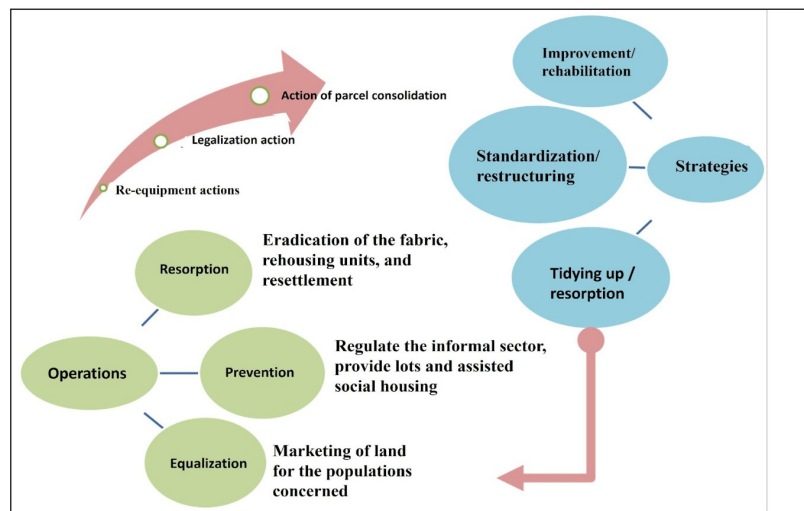 Improvement/
rehabilitation
Action of parcel consolidation
Legalization action
Standardization/
restructuring
Strategies
Re-equipment actions
Resorption
Eradication of the fabric,
rehousing units, and
resettlement
Tidying up /
resorption
Operations
Prevention
Regulate the informal sector,
provide lots and assisted
social housing
Equalization
Marketing of land
for the populations
concerned